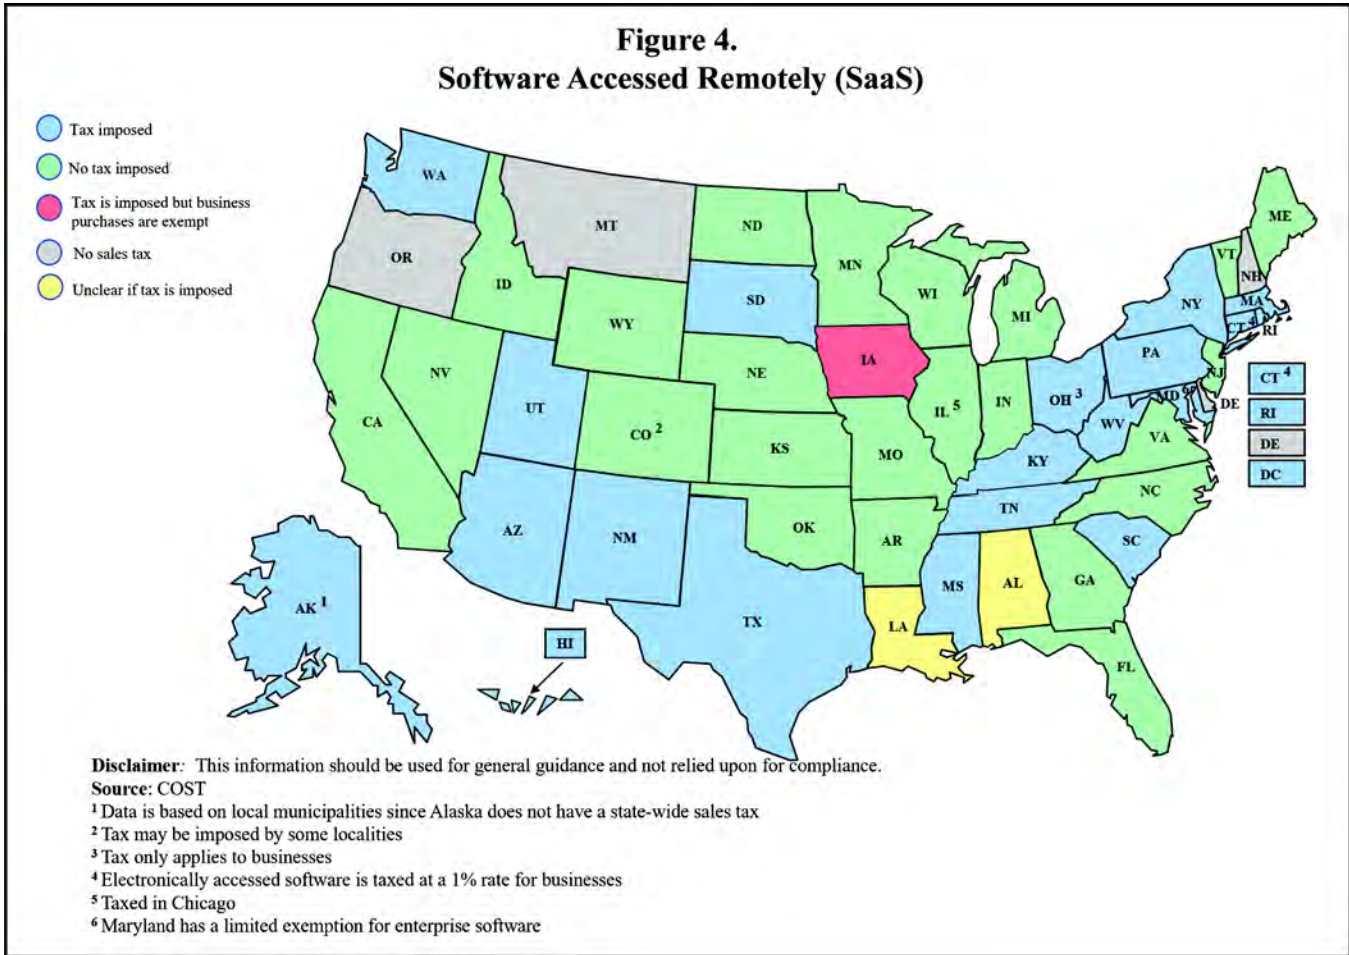 Figure 4.
Software Accessed Remotely (SaaS)
Tax imposed
No tax imposed
Tax is imposed but business
purchases are exempt
No sales tax
Unclear if tax is imposed
WA
MT
ND
MN
ME
VT
NH
OR
ID
SD
WI
MI
NY
MA
CT 4
RI
WY
IA
PA
NV
NE
NJ
CT 4
UT
IL 5
IN
OH 3
MD 6
DE
RI
CA
CO 2
KS
MO
WV
VA
DE
KY
DC
NC
TN
AZ
NM
OK
AR
SC
MS
AL
GA
AK 1
TX
LA
HI
FL
Disclaimer: This information should be used for general guidance and not relied upon for compliance.
Source: COST
1 Data is based on local municipalities since Alaska does not have a state-wide sales tax
2 Tax may be imposed by some localities
3 Tax only applies to businesses
4 Electronically accessed software is taxed at a 1% rate for businesses
5 Taxed in Chicago
6 Maryland has a limited exemption for enterprise software